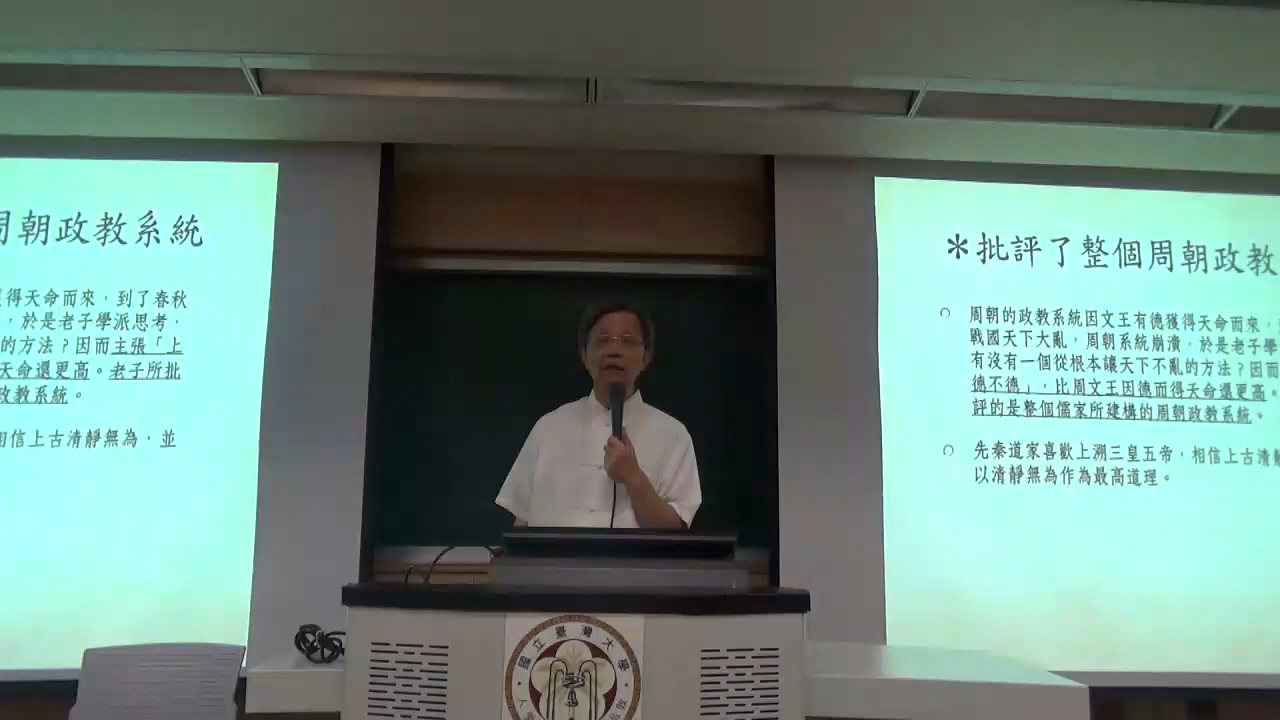 周朝政教系統
得天命而來，到了春秋
，於是老子學派思考，
的方法？因而主張「上
天命還更高。老子所批
政教系統。
相信上古清靜無為，並
＊批評了整個周朝政教
周朝的政教系統因文王有德獲得天命而來，
戰國天下大亂，周朝系統崩潰，於是老子學
有沒有一個從根本讓天下不亂的方法？因而
德不德」，比周文王因德而得天命還更高。
評的是整個儒家所建構的周朝政教系統。
先秦道家喜歡上溯三皇五帝，相信上古清靜
以清靜無為作為最高道理。
國立臺灣大學